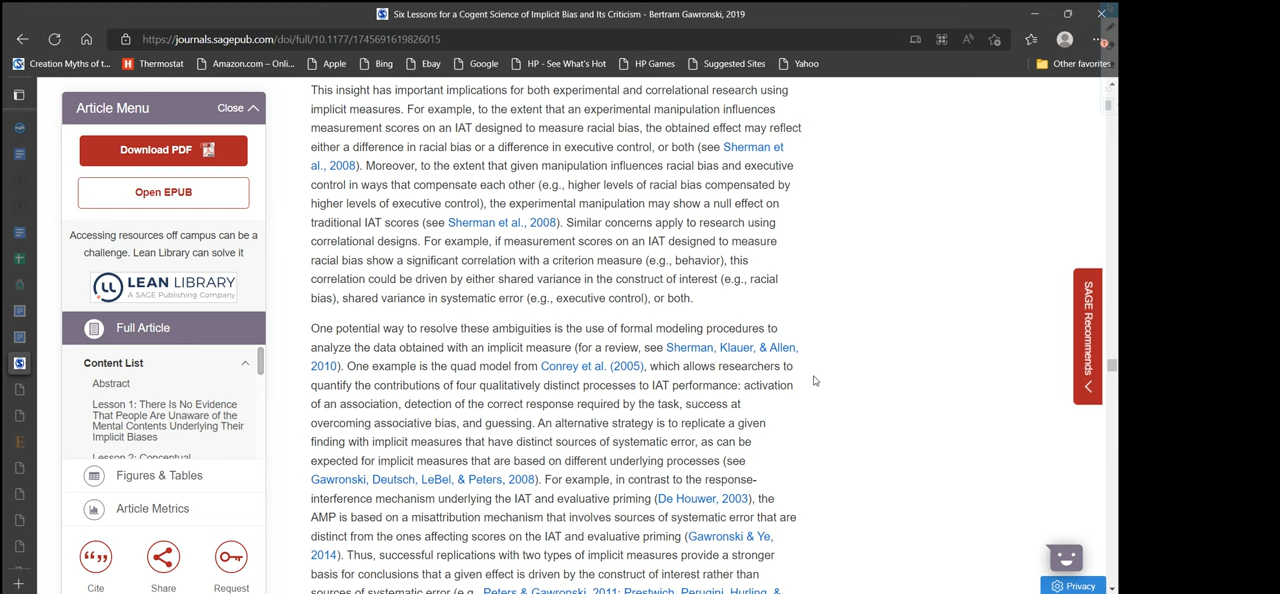 Six Lessons for a Cogent Science of Implicit Bias and Its Criticism - Bertram Gawronski, 2019
https://journals.sagepub.com/doi/full/10.1177/1745691619826015
Creation Myths of t... Thermostat Amazon.com – Onli... Apple Bing Ebay Google HP - See's Hot HP Games Suggested Sites Yahoo Other favorites
Article Menu Close
Download PDF
Open EPUB
Accessing resources off campus can be a
challenge. Lean Library can solve it
LEAN LIBRARY
A SAGE Publishing Company
Full Article
Content List
Abstract
Lesson 1: There Is No Evidence
That People Are Unaware of the
Mental Contents Underlying Their
Implicit Biases
Lesson 2: Conceptual
Figures & Tables
Article Metrics
Cite Share Request
This insight has important implications for both experimental and correlational research using
implicit measures. For example, to the extent that an experimental manipulation influences
measurement scores on an IAT designed to measure racial bias, the obtained effect may reflect
either a difference in racial bias or a difference in executive control, or both (see Sherman et
al., 2008). Moreover, to the extent that given manipulation influences racial bias and executive
control in ways that compensate each other (e.g., higher levels of racial bias compensated by
higher levels of executive control), the experimental manipulation may show a null effect on
traditional IAT scores (see Sherman et al., 2008). Similar concerns apply to research using
correlational designs. For example, if measurement scores on an IAT designed to measure
racial bias show a significant correlation with a criterion measure (e.g., behavior), this
correlation could be driven by either shared variance in the construct of interest (e.g., racial
bias), shared variance in systematic error (e.g., executive control), or both.
One potential way to resolve these ambiguities is the use of formal modeling procedures to
analyze the data obtained with an implicit measure (for a review, see Sherman, Klauer, & Allen,
2010). One example is the quad model from Conrey et al. (2005), which allows researchers to
quantify the contributions of four qualitatively distinct processes to IAT performance: activation
of an association, detection of the correct response required by the task, success at
overcoming associative bias, and guessing. An alternative strategy is to replicate a given
finding with implicit measures that have distinct sources of systematic error, as can be
expected for implicit measures that are based on different underlying processes (see
Gawronski, Deutsch, LeBel, & Peters, 2008). For example, in contrast to the response-
interference mechanism underlying the IAT and evaluative priming (De Houwer, 2003), the
AMP is based on a misattribution mechanism that involves sources of systematic error that are
distinct from the ones affecting scores on the IAT and evaluative priming (Gawronski & Ye,
2014). Thus, successful replications with two types of implicit measures provide a stronger
basis for conclusions that a given effect is driven by the construct of interest rather than
sources of systematic error (e.g., Peters & Gawronski, 2011; Prestwich, Perugini, Hurling, &
SAGE Recommends
Privacy